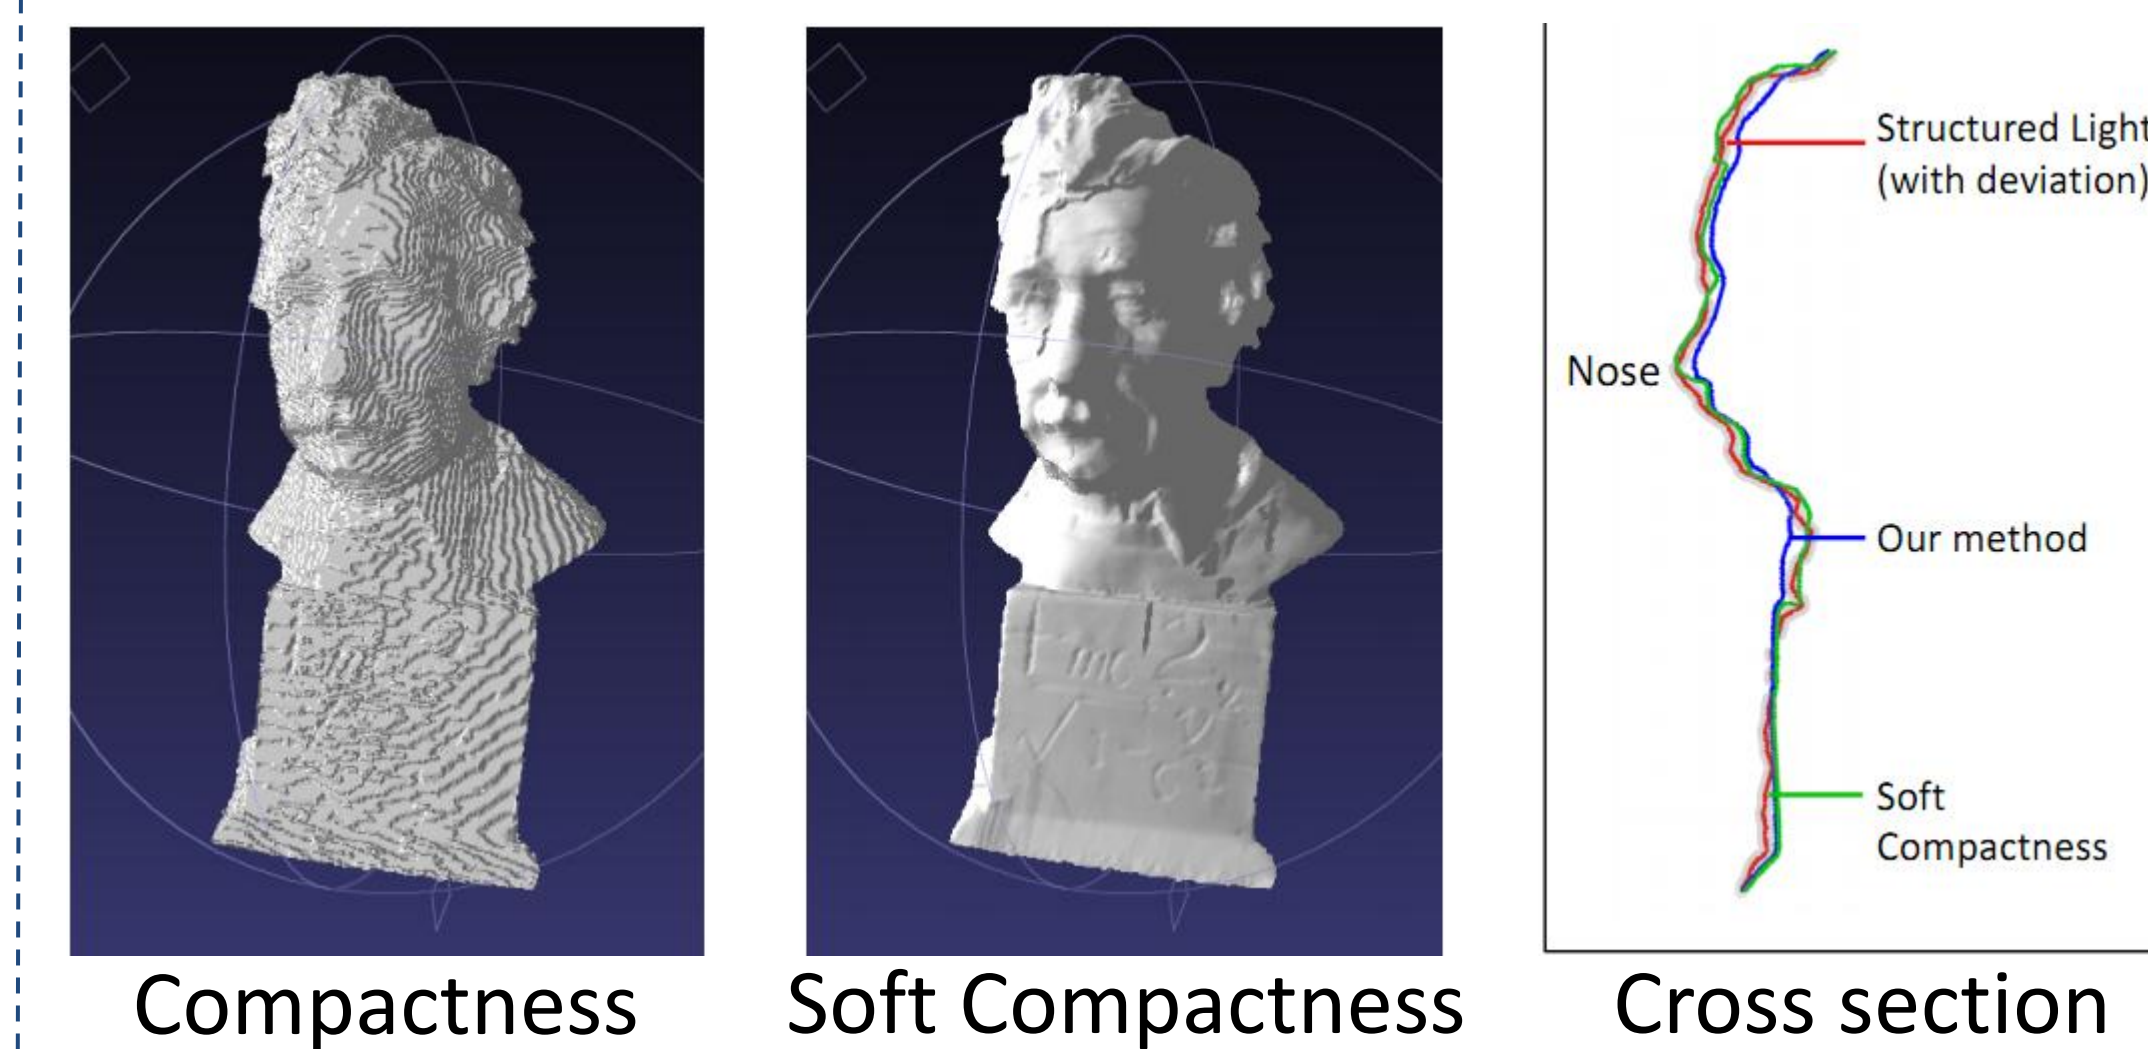 Structured Light
(with deviation)
Nose
Our method
Soft
Compactness
Compactness
Soft Compactness
Cross section